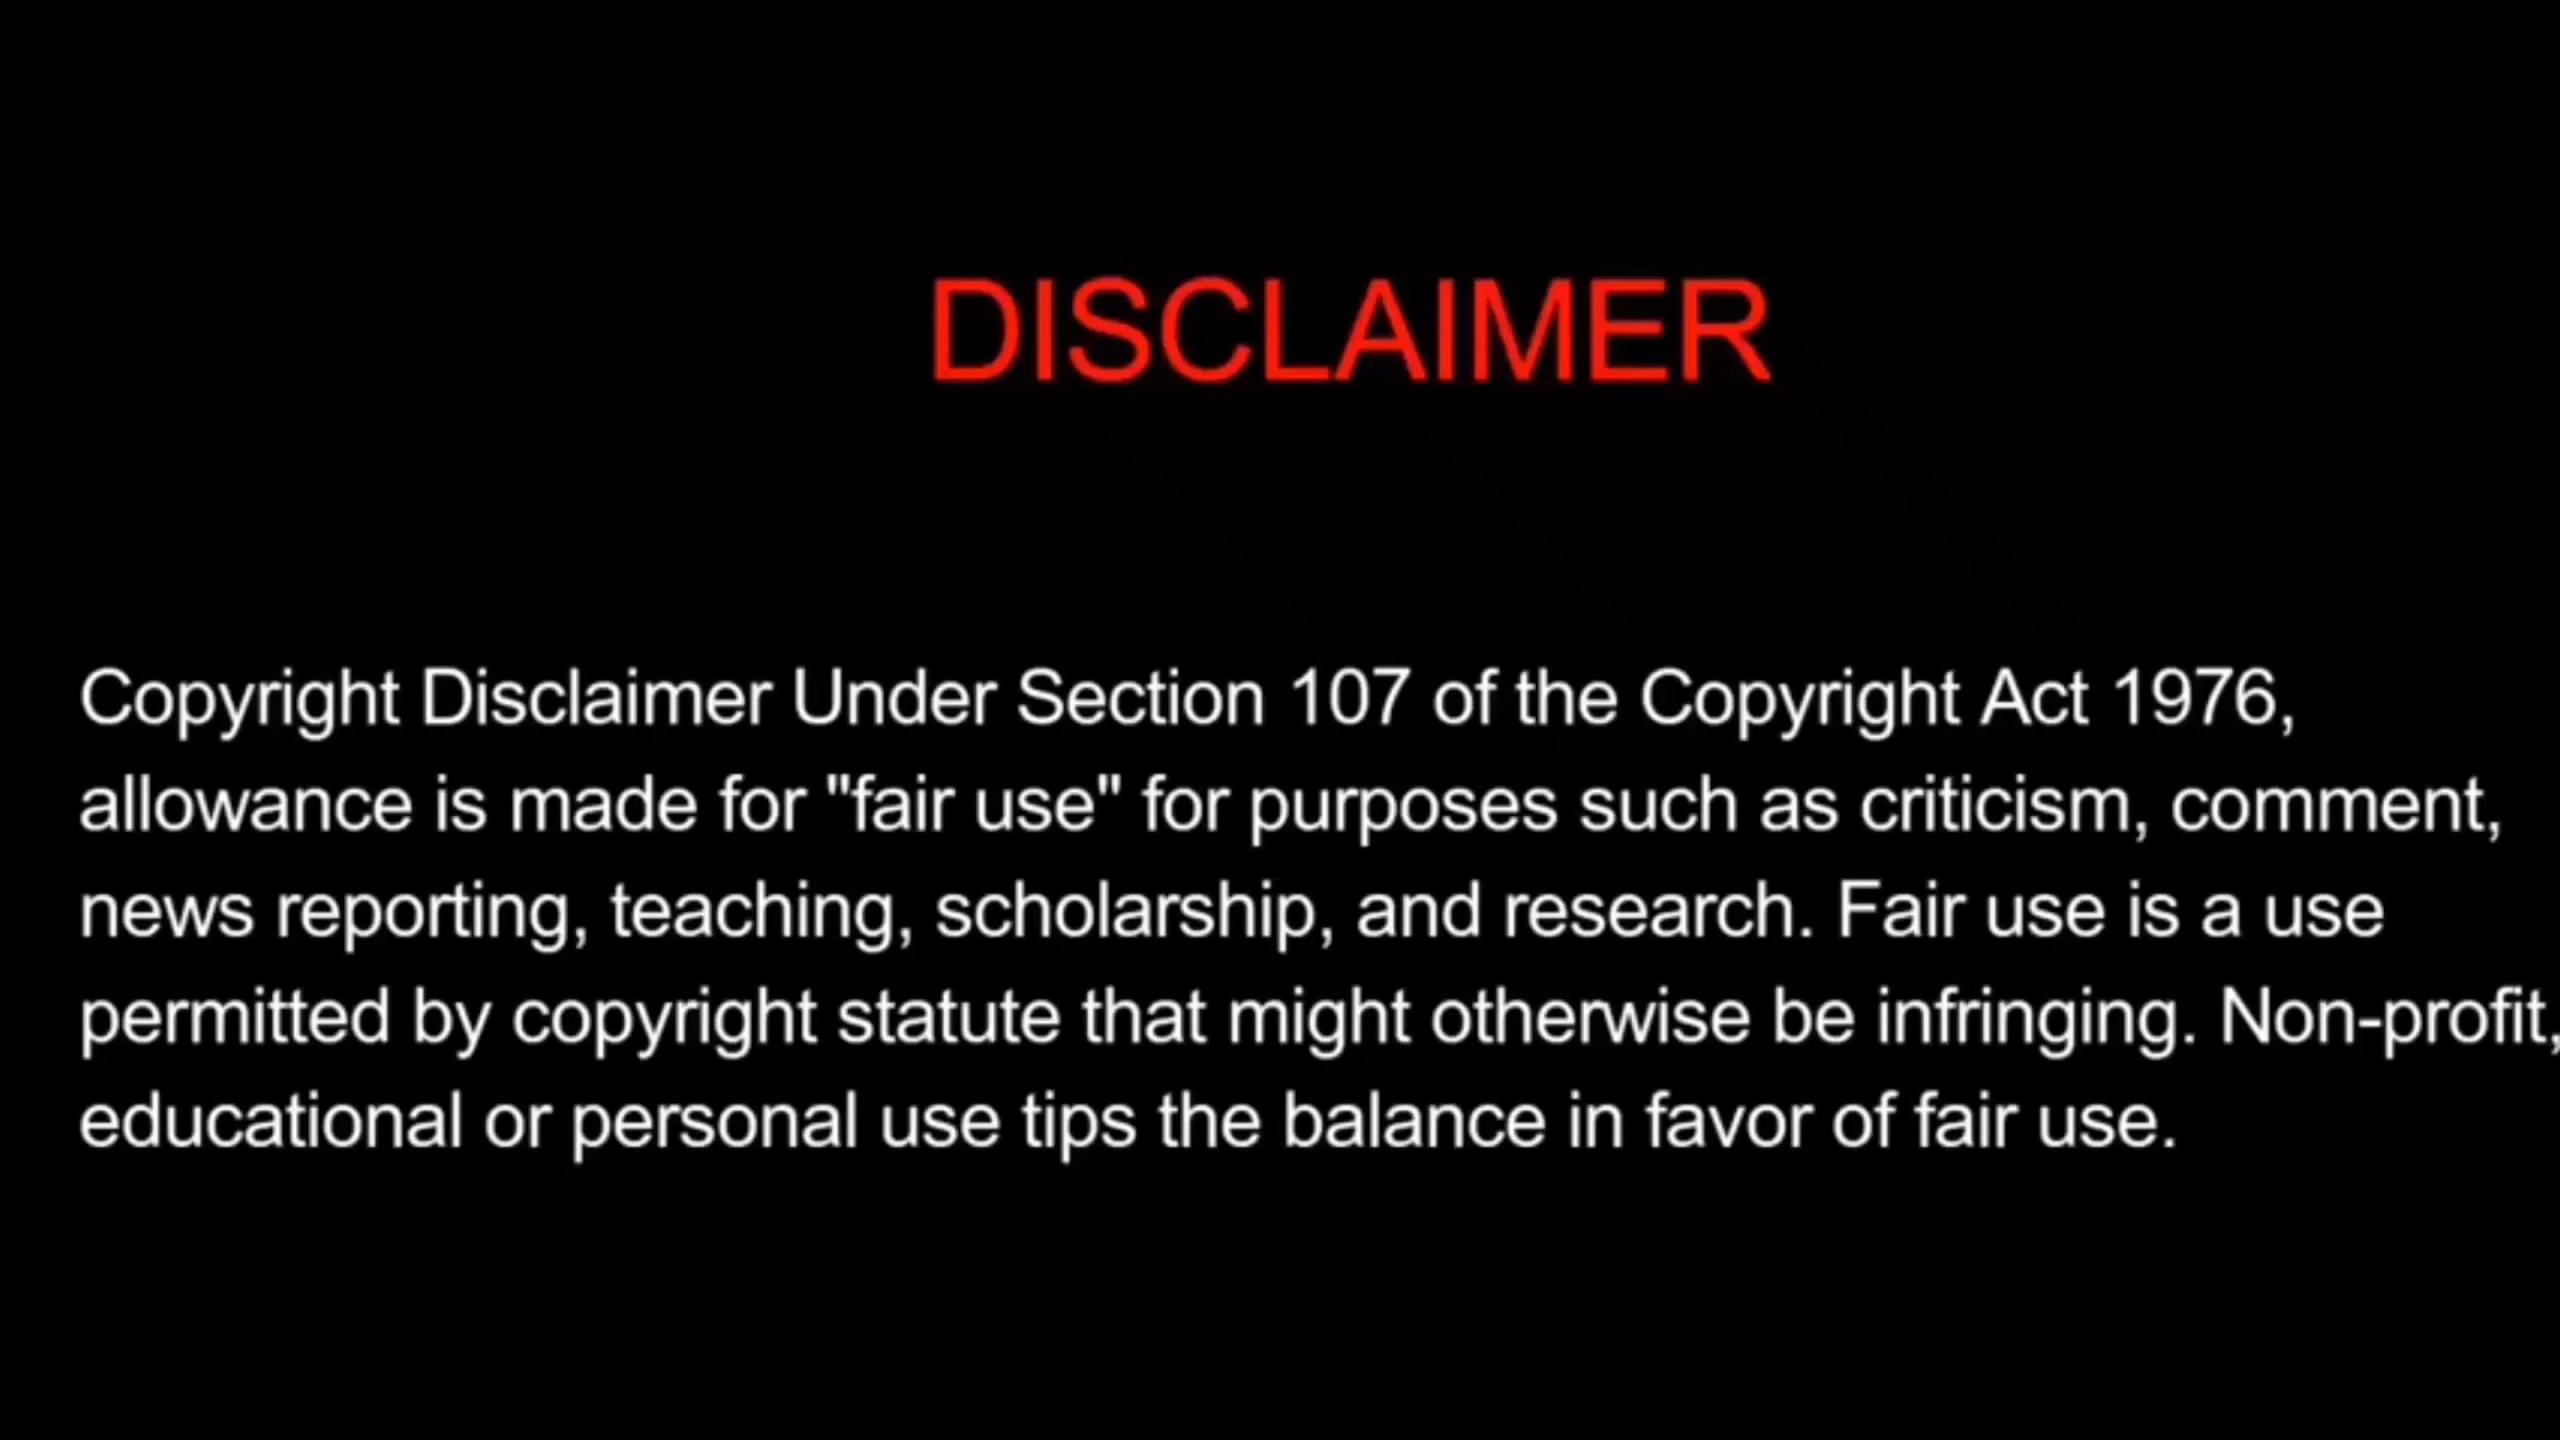 DISCLAIMER
Copyright Disclaimer Under Section 107 of the Copyright Act 1976,
allowance is made for "fair use" for purposes such as criticism, comment,
news reporting, teaching, scholarship, and research. Fair use is a use
permitted by copyright statute that might otherwise be infringing. Non-profit,
educational or personal use tips the balance in favor of fair use.